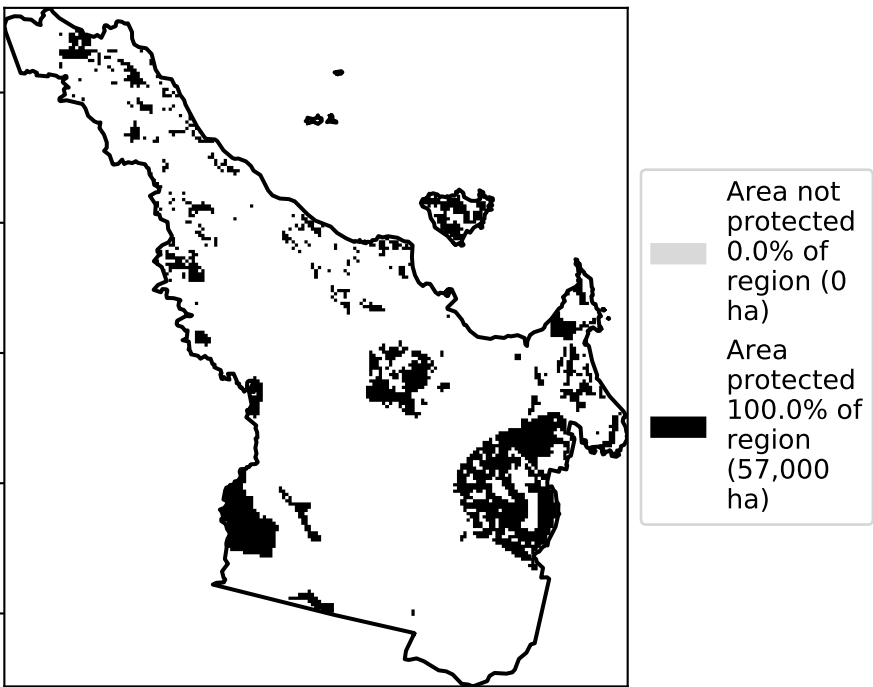 Area not
protected
0.0% of
region (0
ha)
Area
protected
100.0% of
region
(57,000
ha)